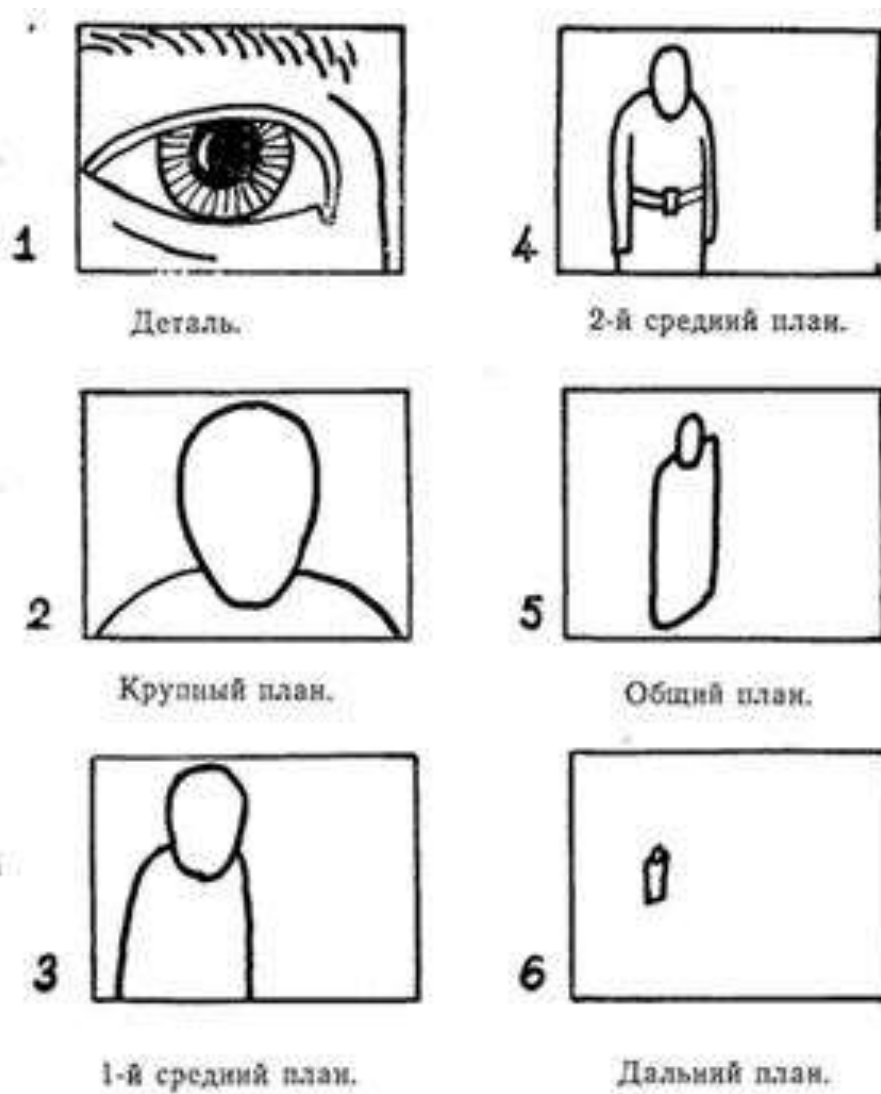 1
Деталь.
2
Крупный план.
3
1-й средний план.
4
2-й средний план.
5
Общий план.
6
Дальний план.